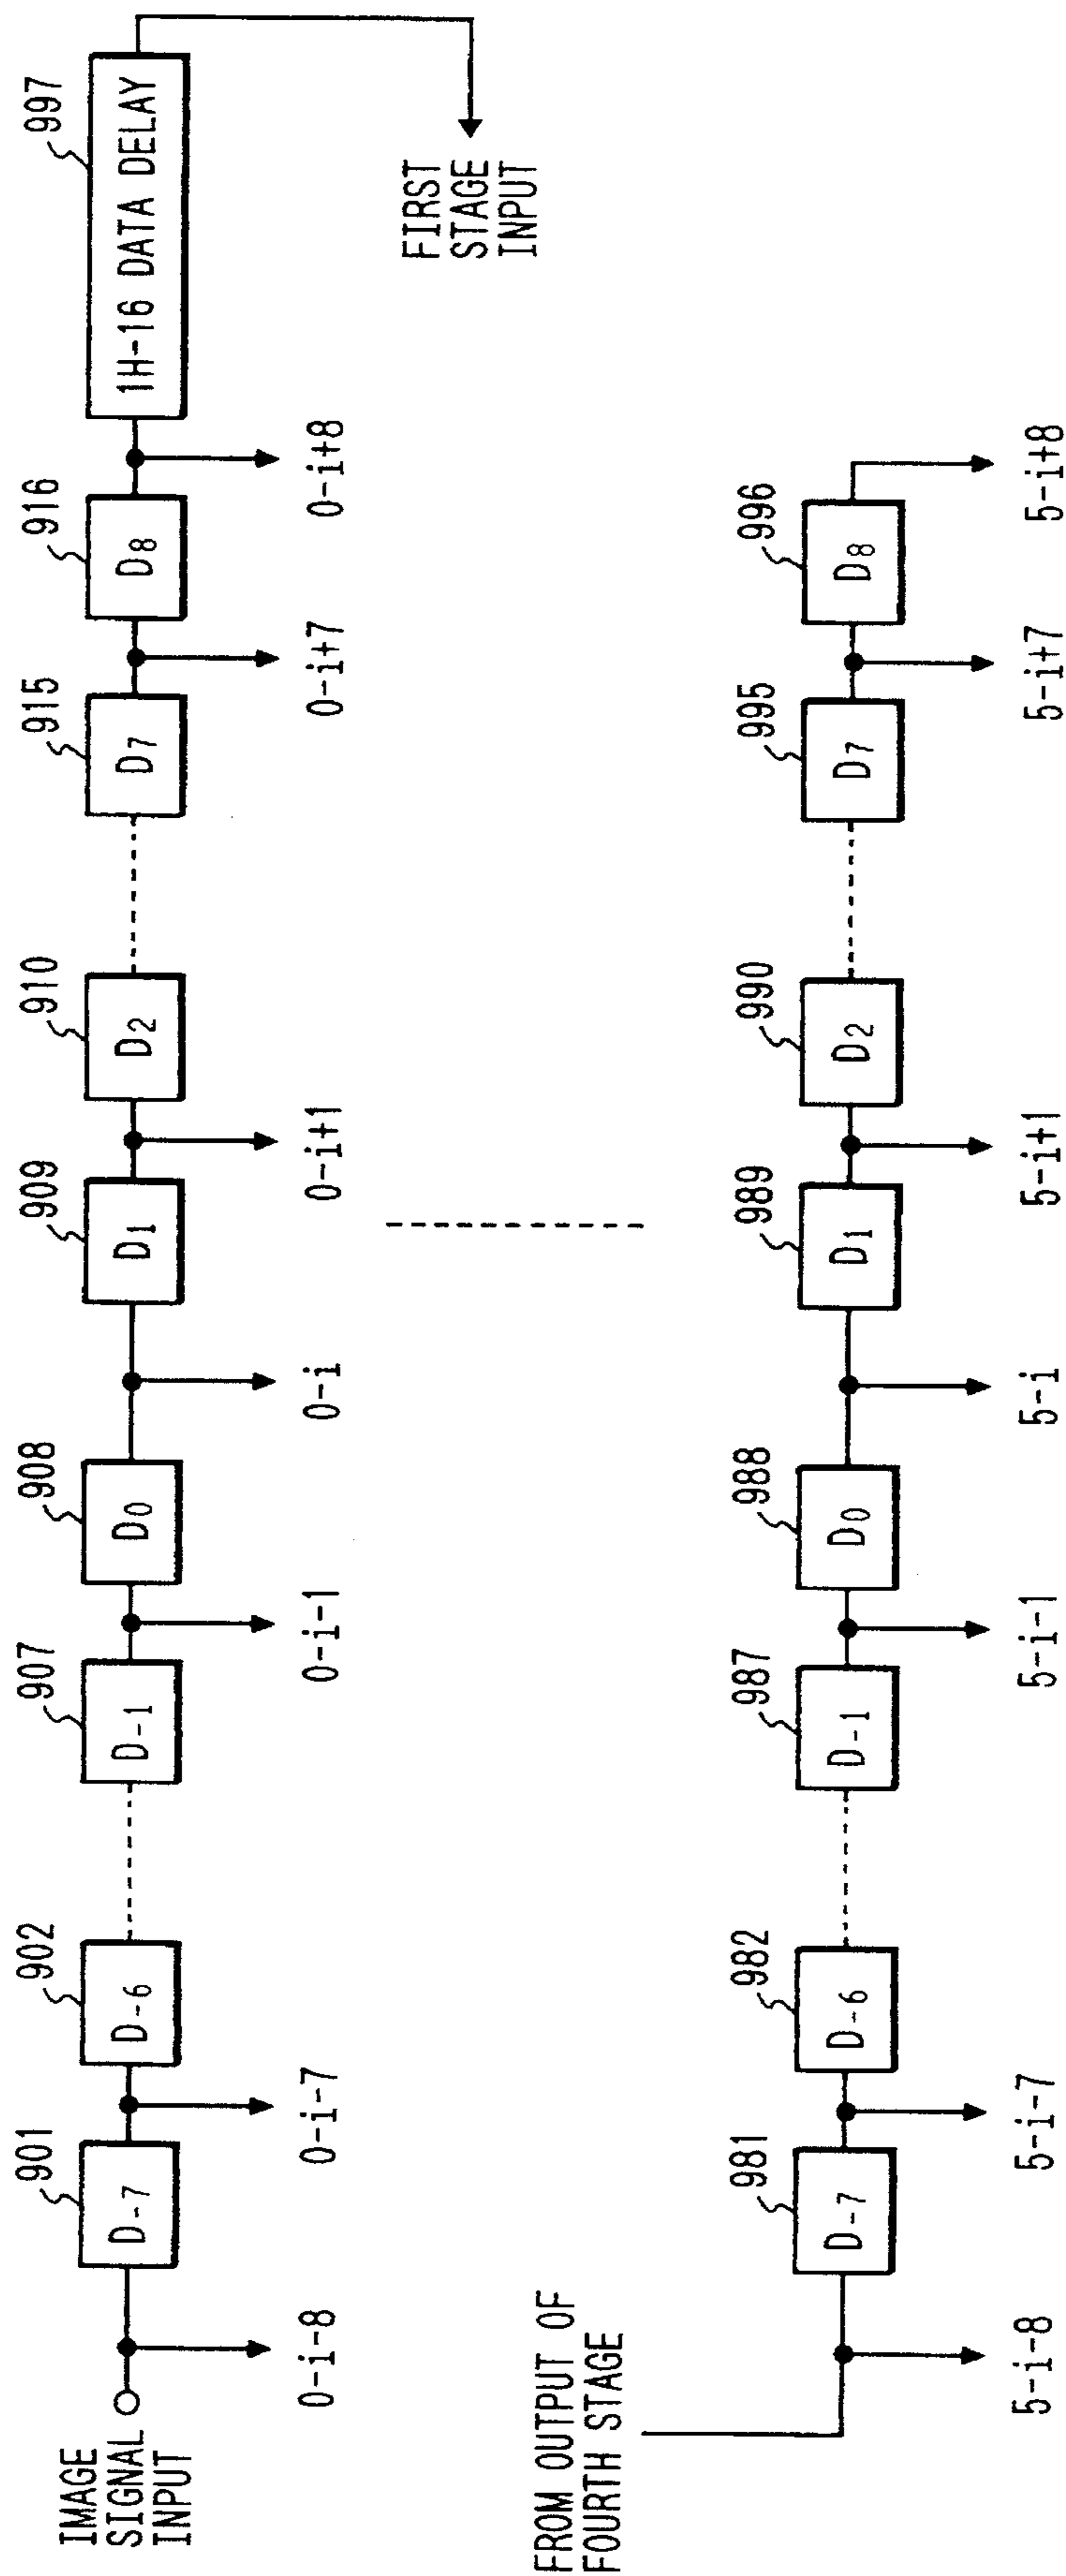 IMAGE
SIGNAL
INPUT
901
902
907
908
909
910
915
916
997
D-7
D-6
D-1
D0
D1
D2
D7
D8
1H-16 DATA DELAY
0-i-8
0-i-7
0-i-1
0-i
0-i+1
0-i+7
0-i+8
FIRST
STAGE
INPUT
FROM OUTPUT OF
FOURTH STAGE
981
982
987
988
989
990
995
996
D-7
D-6
D-1
D0
D1
D2
D7
D8
5-i-8
5-i-7
5-i-1
5-i
5-i+1
5-i+7
5-i+8